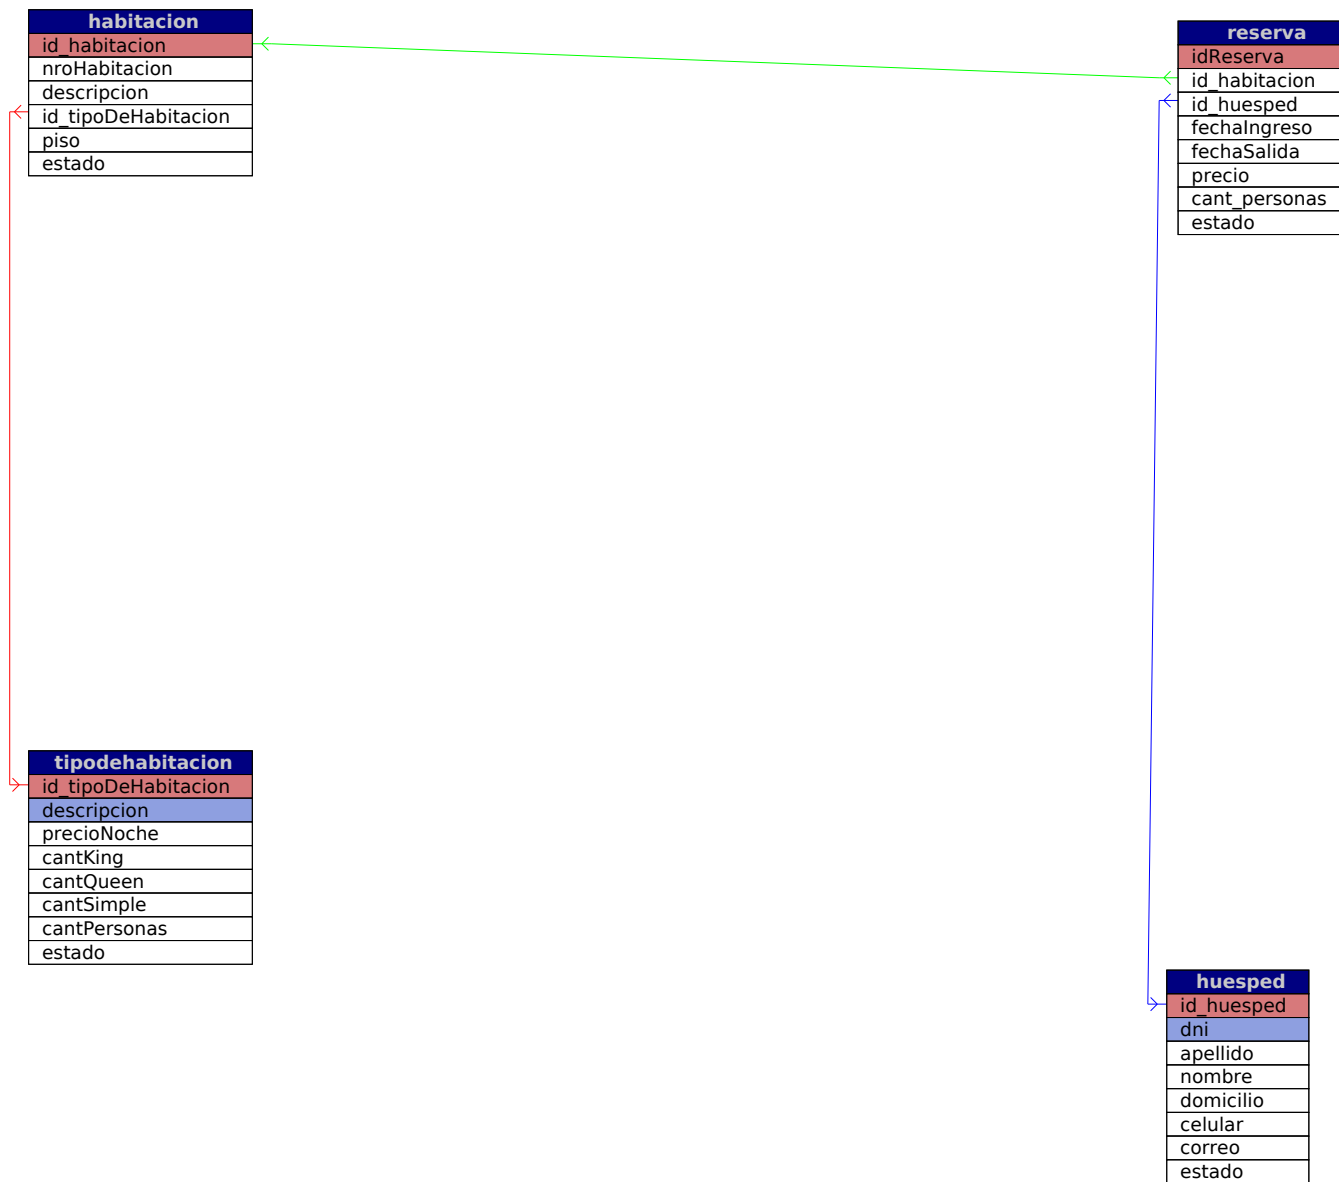 habitacion
id_habitacion
nroHabitacion
descripcion
id_tipoDeHabitacion
piso
estado
reserva
idReserva
id_habitacion
id_huesped
fechaIngreso
fechaSalida
precio
cant_personas
estado
tipodehabitacion
id_tipoDeHabitacion
descripcion
precioNoche
cantKing
cantQueen
cantSimple
cantPersonas
estado
huesped
id_huesped
dni
apellido
nombre
domicilio
celular
correo
estado